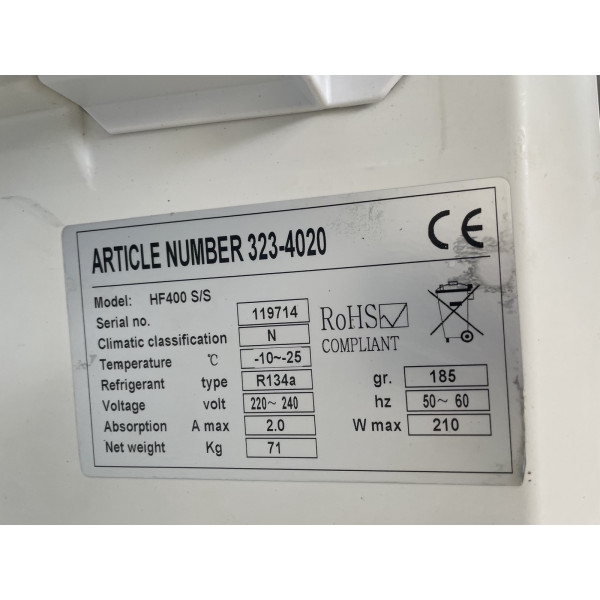 ARTICLE NUMBER 323-4020 CE
Model: HF400 S/S
Serial no. 119714
Climatic classification N
Temperature ℃ -10~-25
Refrigerant type R134a gr. 185
Voltage volt 220~ 240 hz 50~ 60
Absorption A max 2.0 W max 210
Net weight Kg 71
RoHS
COMPLIANT